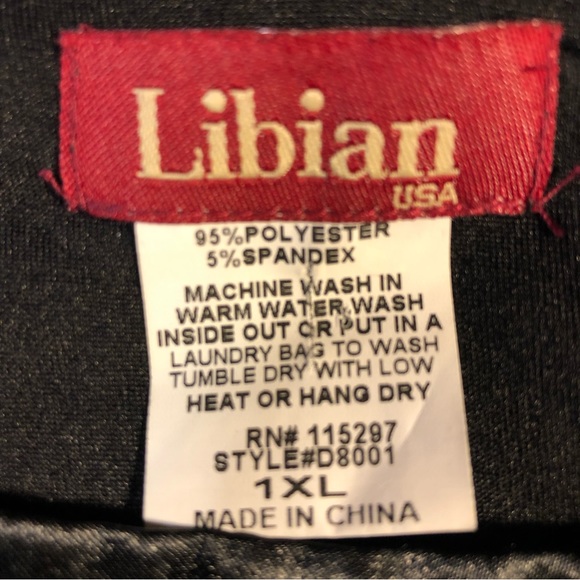 Libian
USA
95%POLYESTER
5%SPANDEX
MACHINE WASH IN
WARM WATER,WASH
INSIDE OUT OR PUT IN A
LAUNDRY BAG TO WASH
TUMBLE DRY WITH LOW
HEAT OR HANG DRY
RN# 115297
STYLE#D8001
1XL
MADE IN CHINA